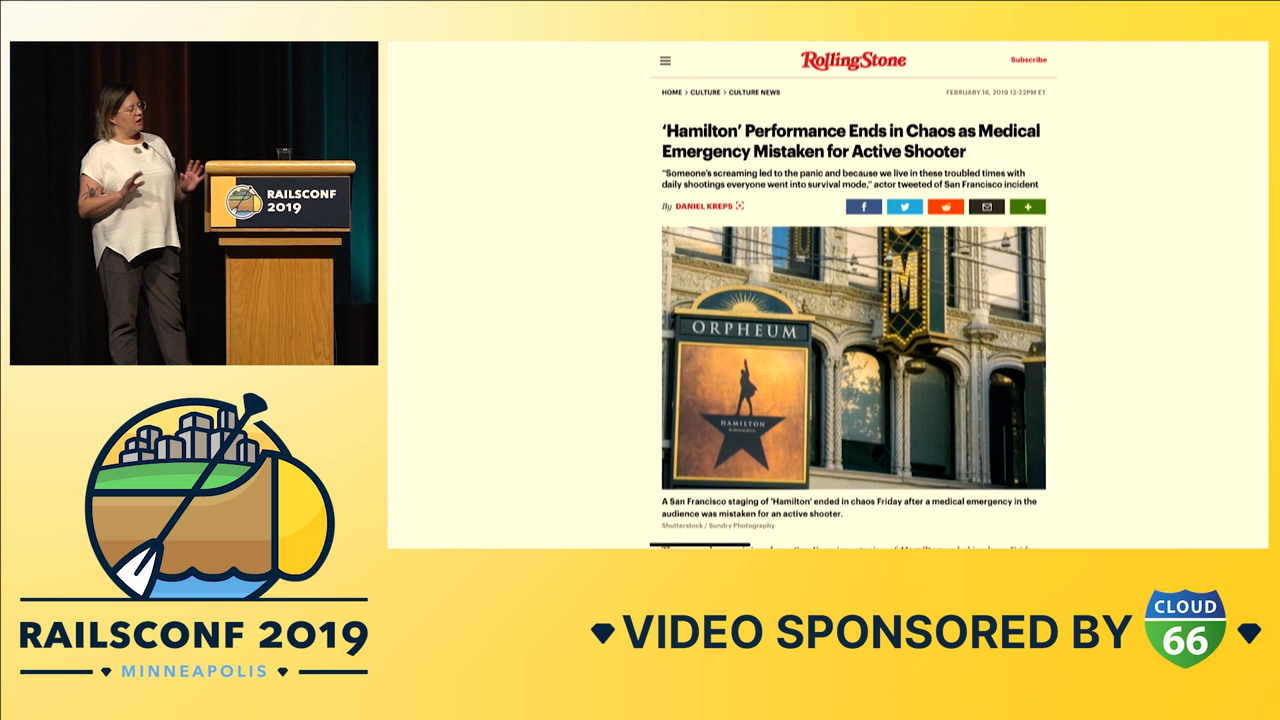 RAILSCONF
2019
RollingStone
Subscribe
HOME > CULTURE > CULTURE NEWS
FEBRUARY 16, 2019 12:22PM ET
‘Hamilton’ Performance Ends in Chaos as Medical
Emergency Mistaken for Active Shooter
“Someone’s screaming led to the panic and because we live in these troubled times with
daily shootings everyone went into survival mode,” actor tweeted of San Francisco incident
By DANIEL KREPS
f
+
M
ORPHEUM
HAMILTON
A San Francisco staging of 'Hamilton' ended in chaos Friday after a medical emergency in the
audience was mistaken for an active shooter.
Shutterstock / Sundry Photography
RAILSCONF 2019
MINNEAPOLIS
VIDEO SPONSORED BY
CLOUD
66